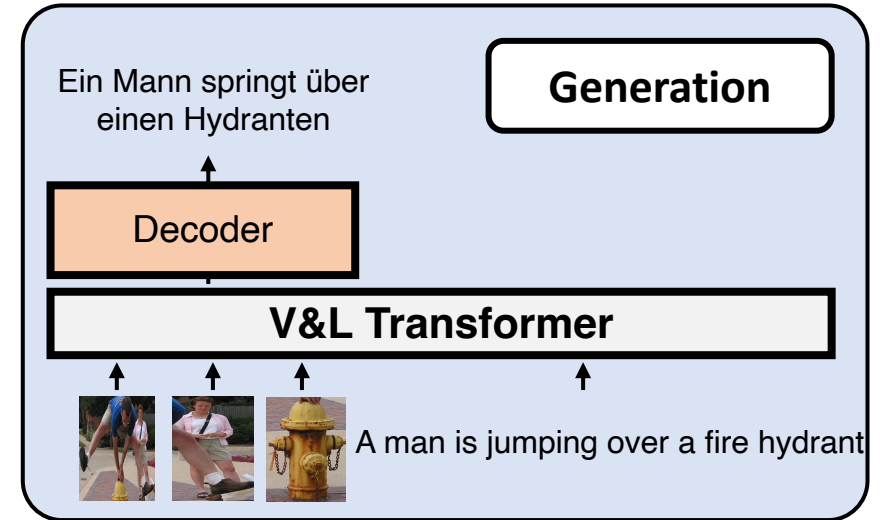 Generation
Ein Mann springt über
einen Hydranten
Decoder
V&L Transformer
A man is jumping over a fire hydrant